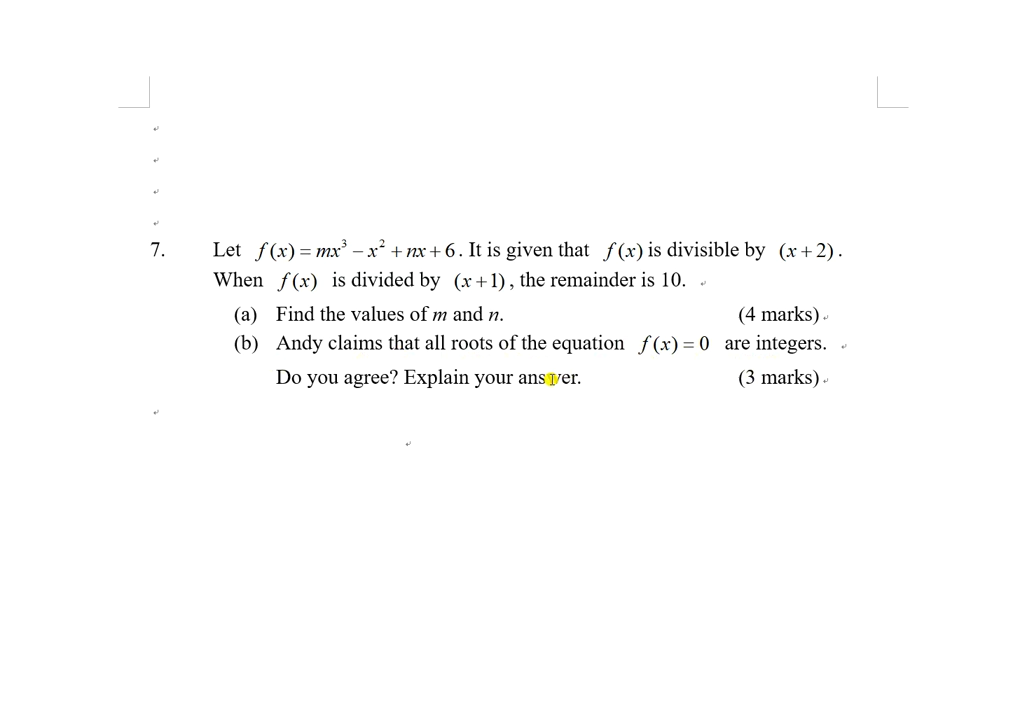 7. Let f(x) = mx³ – x² + nx + 6. It is given that f(x) is divisible by (x + 2).
When f(x) is divided by (x + 1), the remainder is 10.
(a) Find the values of m and n. (4 marks)
(b) Andy claims that all roots of the equation f(x) = 0 are integers.
Do you agree? Explain your answer. (3 marks)